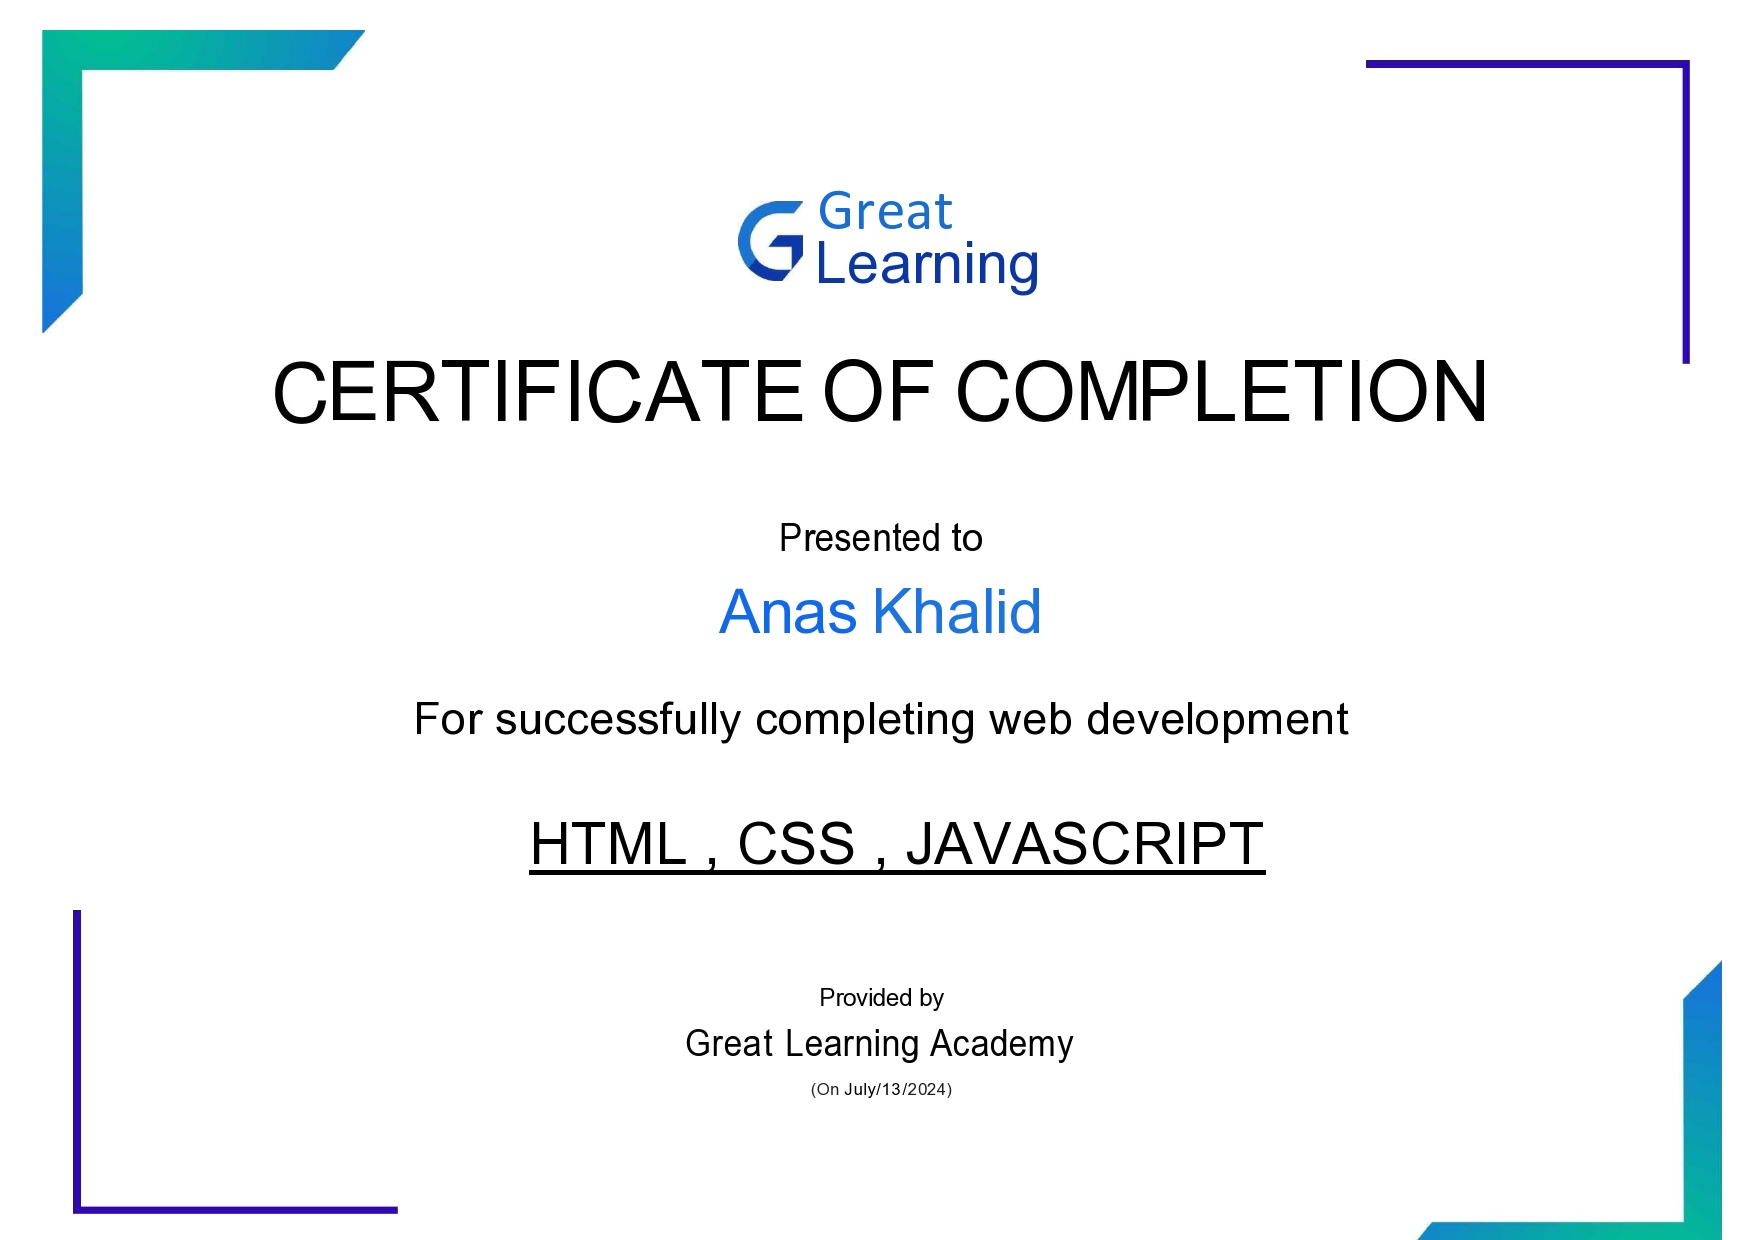 Great
Learning
CERTIFICATE OF COMPLETION
Presented to
Anas Khalid
For successfully completing web development
HTML , CSS , JAVASCRIPT
Provided by
Great Learning Academy
(On July/13/2024)